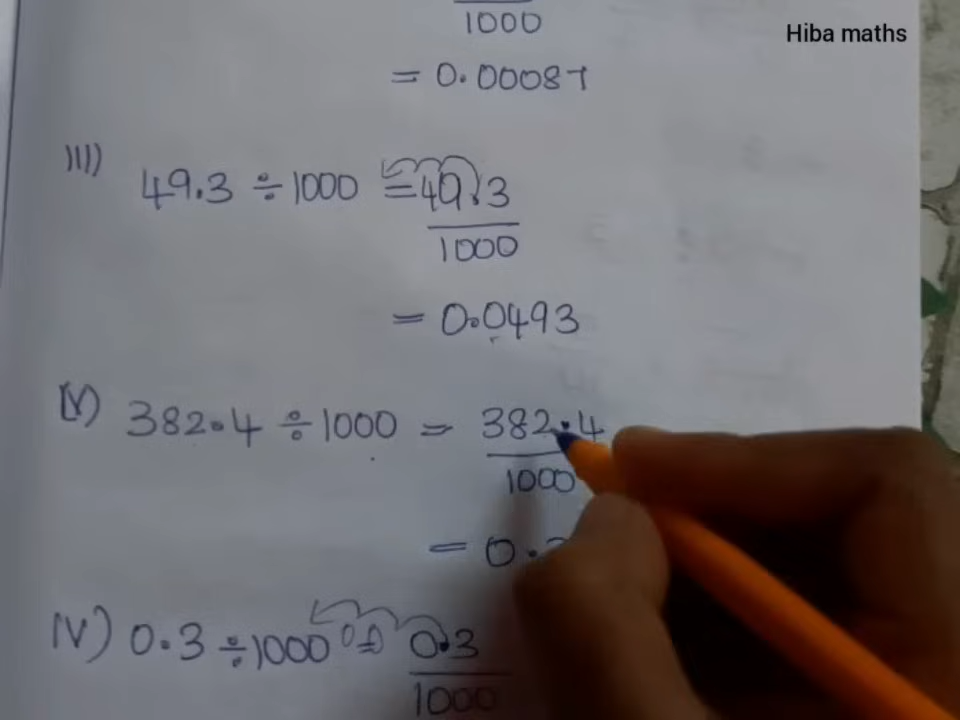 Hiba maths
1000
= 0.00087
III) 49.3 ÷ 1000 = 49.3
1000
= 0.0493
382.4 ÷ 1000 = 382.4
1000
= 0.
IV) 0.3 ÷ 1000 = 0.3
1000